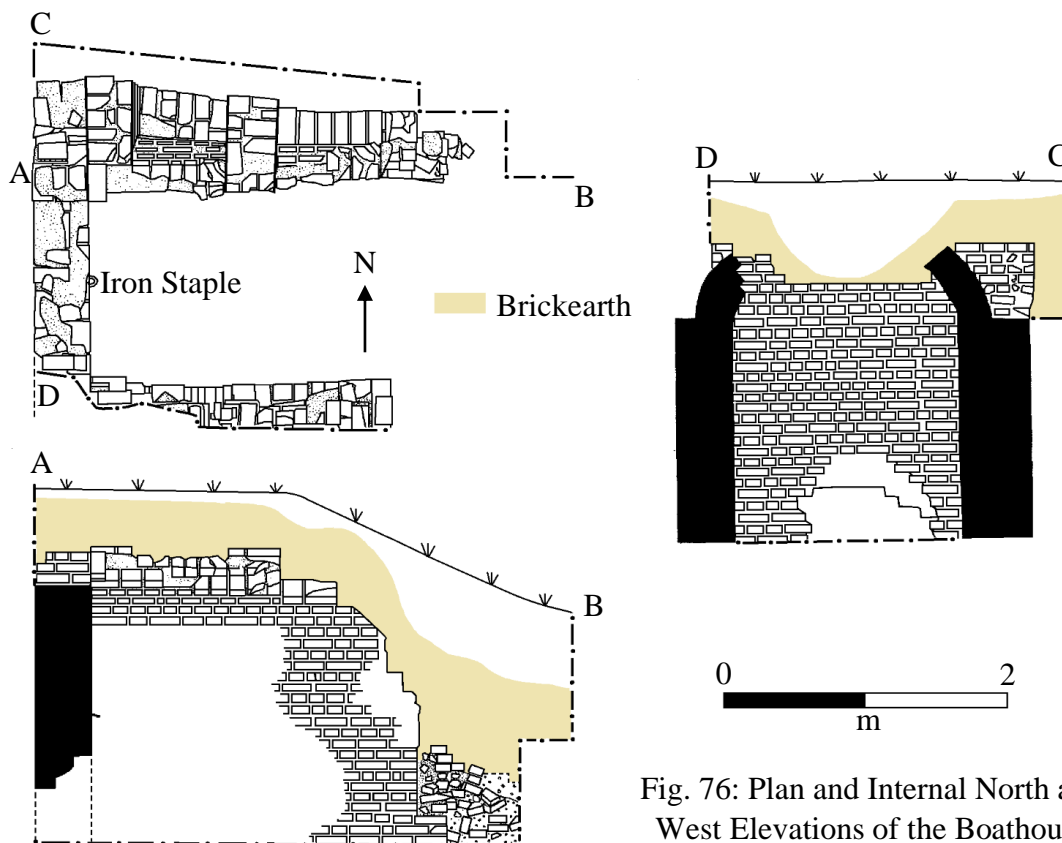 C
A
B
D
C
Iron Staple
N
Brickearth
D
A
B
0 2
m
Fig. 76: Plan and Internal North a
West Elevations of the Boathou